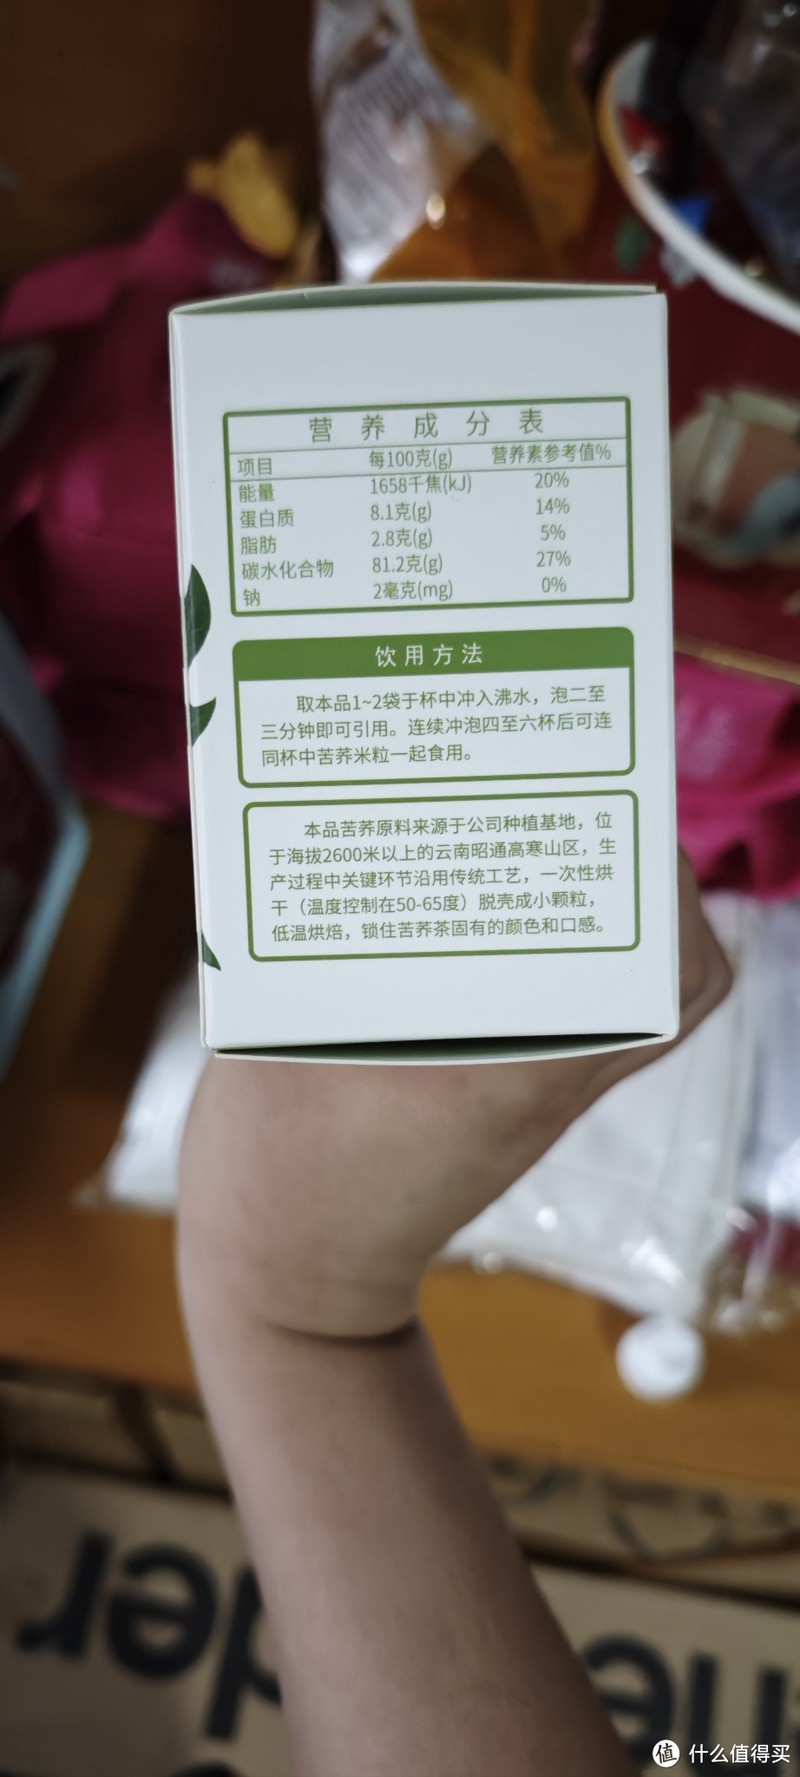 营养成分表
项目 每100克(g) 营养素参考值%
能量 1658千焦(kJ) 20%
蛋白质 8.1克(g) 14%
脂肪 2.8克(g) 5%
碳水化合物 81.2克(g) 27%
钠 2毫克(mg) 0%
饮用方法
取本品1~2袋于杯中冲入沸水，泡二至
三分钟即可引用。连续冲泡四至六杯后可连
同杯中苦荞米粒一起食用。
本品苦荞原料来源于公司种植基地，位
于海拔2600米以上的云南昭通高寒山区，生
产过程中关键环节沿用传统工艺，一次性烘
干（温度控制在50-65度）脱壳成小颗粒，
低温烘焙，锁住苦荞茶固有的颜色和口感。
der
ne
值 什么值得买